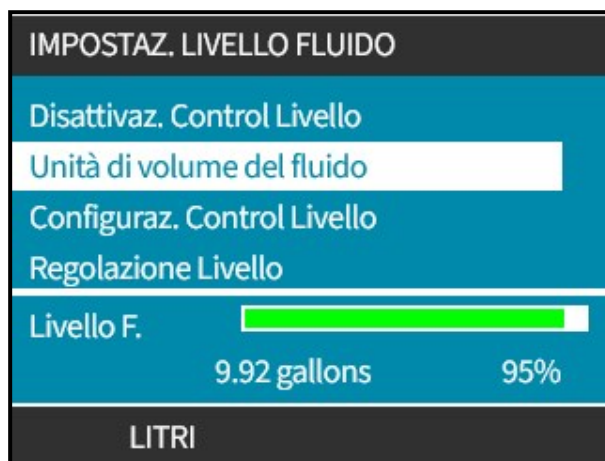 IMPOSTAZ. LIVELLO FLUIDO
Disattivaz. Control Livello
Unità di volume del fluido
Configuraz. Control Livello
Regolazione Livello
Livello F.
9.92 gallons 95%
LITRI